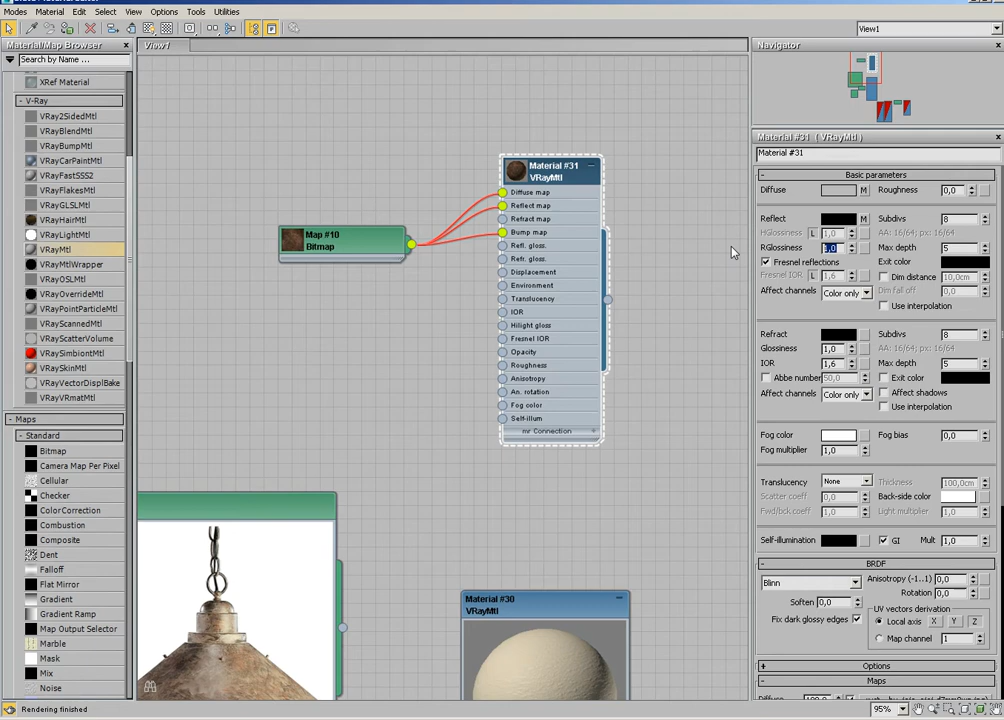 Modes Material Edit Select View Options Tools Utilities
View1
Material/Map Browser
Search by Name ...
XRef Material
- V-Ray
VRay2SidedMtl
VRayBlendMtl
VRayBumpMtl
VRayCarPaintMtl
VRayFastSSS2
VRayFlakesMtl
VRayGLSLMtl
VRayHairMtl
VRayLightMtl
VRayMtl
VRayMtlWrapper
VRayOSLMtl
VRayOverrideMtl
VRayPointParticleMtl
VRayScannedMtl
VRayScatterVolume
VRaySimbiontMtl
VRaySkinMtl
VRayVectorDisplBake
VRayVRmatMtl
- Maps
- Standard
Bitmap
Camera Map Per Pixel
Cellular
Checker
ColorCorrection
Combustion
Composite
Dent
Falloff
Flat Mirror
Gradient
Gradient Ramp
Map Output Selector
Marble
Mask
Mix
Noise
Rendering finished
View1
Map #10
Bitmap
Material #31
VRayMtl
Diffuse map
Reflect map
Refract map
Bump map
Refl. gloss.
Refr. gloss.
Displacement
Environment
Translucency
IOR
Hilight gloss
Fresnel IOR
Opacity
Roughness
Anisotropy
An. rotation
Fog color
Self-illum
mr Connection +
Material #30
VRayMtl
Navigator
Material #31 ( VRayMtl )
Material #31
- Basic parameters
Diffuse M Roughness 0,0
Reflect M Subdivs 8
HGlossiness L 1,0 AA: 16/64; px: 16/64
RGlossiness 1,0 Max depth 5
Fresnel reflections Exit color
Fresnel IOR L 1,6 Dim distance 10,0cm
Affect channels Color only Dim fall off 0,0
Use interpolation
Refract Subdivs 8
Glossiness 1,0 AA: 16/64; px: 16/64
IOR 1,6 Max depth 5
Abbe number 50,0 Exit color
Affect channels Color only Affect shadows
Use interpolation
Fog color Fog bias 0,0
Fog multiplier 1,0
Translucency None Thickness 100,0cm
Scatter coeff 0,0 Back-side color
Fwd/bck coeff 1,0 Light multiplier 1,0
Self-illumination GI Mult 1,0
- BRDF
Blinn Anisotropy (-1..1) 0,0
Rotation 0,0
Soften 0,0 UV vectors derivation
Fix dark glossy edges Local axis X Y Z
Map channel 1
+ Options
- Maps
95%